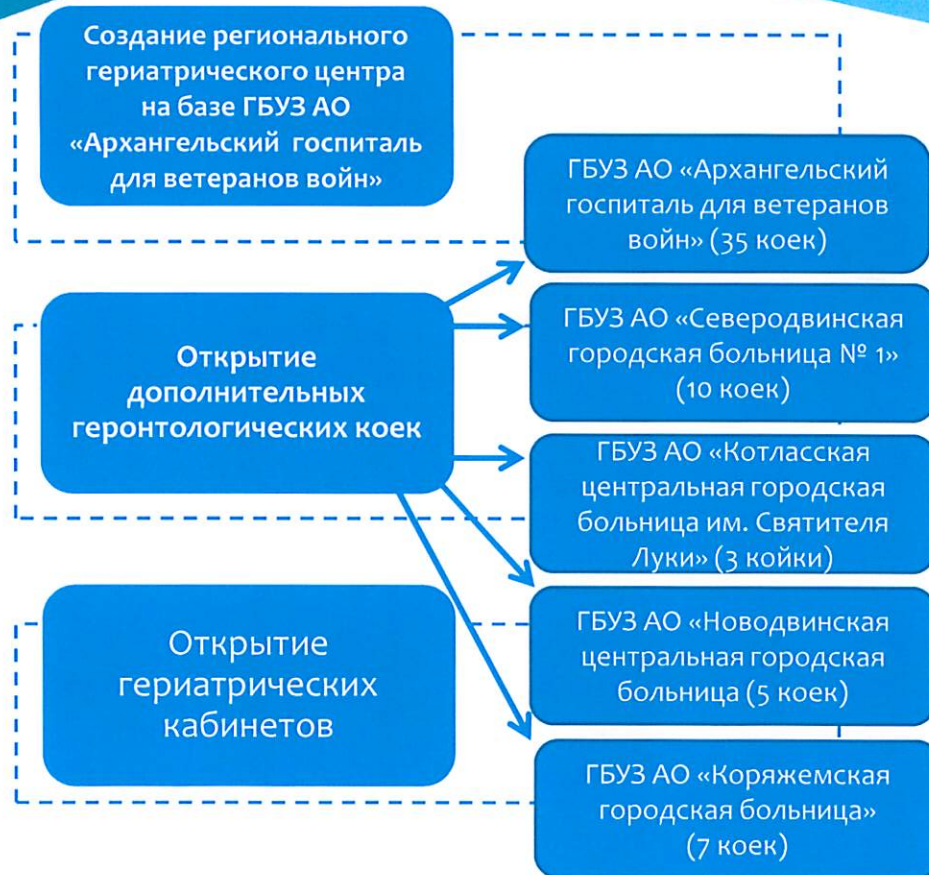 Создание регионального
гериатрического центра
на базе ГБУЗ АО
«Архангельский госпиталь
для ветеранов войн»
Открытие
дополнительных
геронтологических коек
Открытие
гериатрических
кабинетов
ГБУЗ АО «Архангельский
госпиталь для ветеранов
войн» (35 коек)
ГБУЗ АО «Северодвинская
городская больница № 1»
(10 коек)
ГБУЗ АО «Котласская
центральная городская
больница им. Святителя
Луки» (3 койки)
ГБУЗ АО «Новодвинская
центральная городская
больница (5 коек)
ГБУЗ АО «Коряжемская
городская больница»
(7 коек)